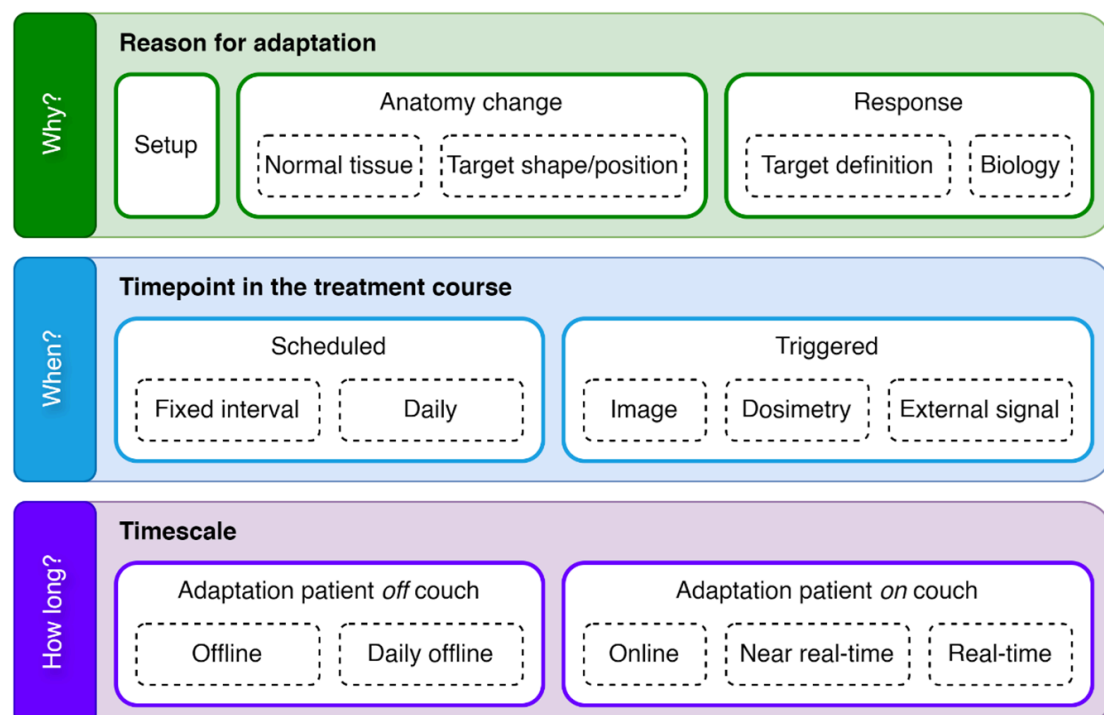 Why?
Reason for adaptation
Setup
Anatomy change
Normal tissue
Target shape/position
Response
Target definition
Biology
When?
Timepoint in the treatment course
Scheduled
Fixed interval
Daily
Triggered
Image
Dosimetry
External signal
How long?
Timescale
Adaptation patient off couch
Offline
Daily offline
Adaptation patient on couch
Online
Near real-time
Real-time